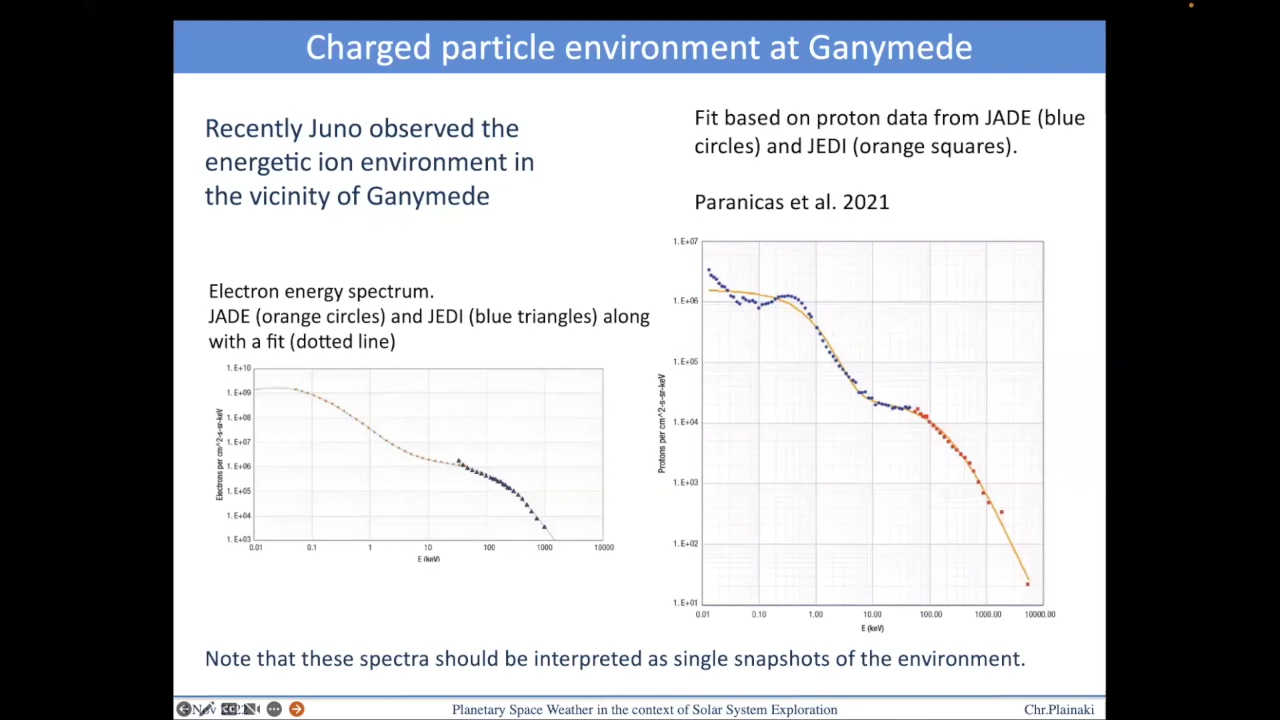 Charged particle environment at Ganymede
Recently Juno observed the
energetic ion environment in
the vicinity of Ganymede
Fit based on proton data from JADE (blue
circles) and JEDI (orange squares).
Paranicas et al. 2021
Electron energy spectrum.
JADE (orange circles) and JEDI (blue triangles) along
with a fit (dotted line)
1.E+10
1.E+09
1.E+08
1.E+07
1.E+06
1.E+05
1.E+04
1.E+03
Electrons per cm^2-s-sr-keV
0.01 0.1 1 10 100 1000 10000
E (keV)
1.E+07
1.E+06
1.E+05
1.E+04
1.E+03
1.E+02
1.E+01
Protons per cm^2-s-sr-keV
0.01 0.10 1.00 10.00 100.00 1000.00 10000.00
E (keV)
Note that these spectra should be interpreted as single snapshots of the environment.
Nov
Planetary Space Weather in the context of Solar System Exploration
Chr.Plainaki